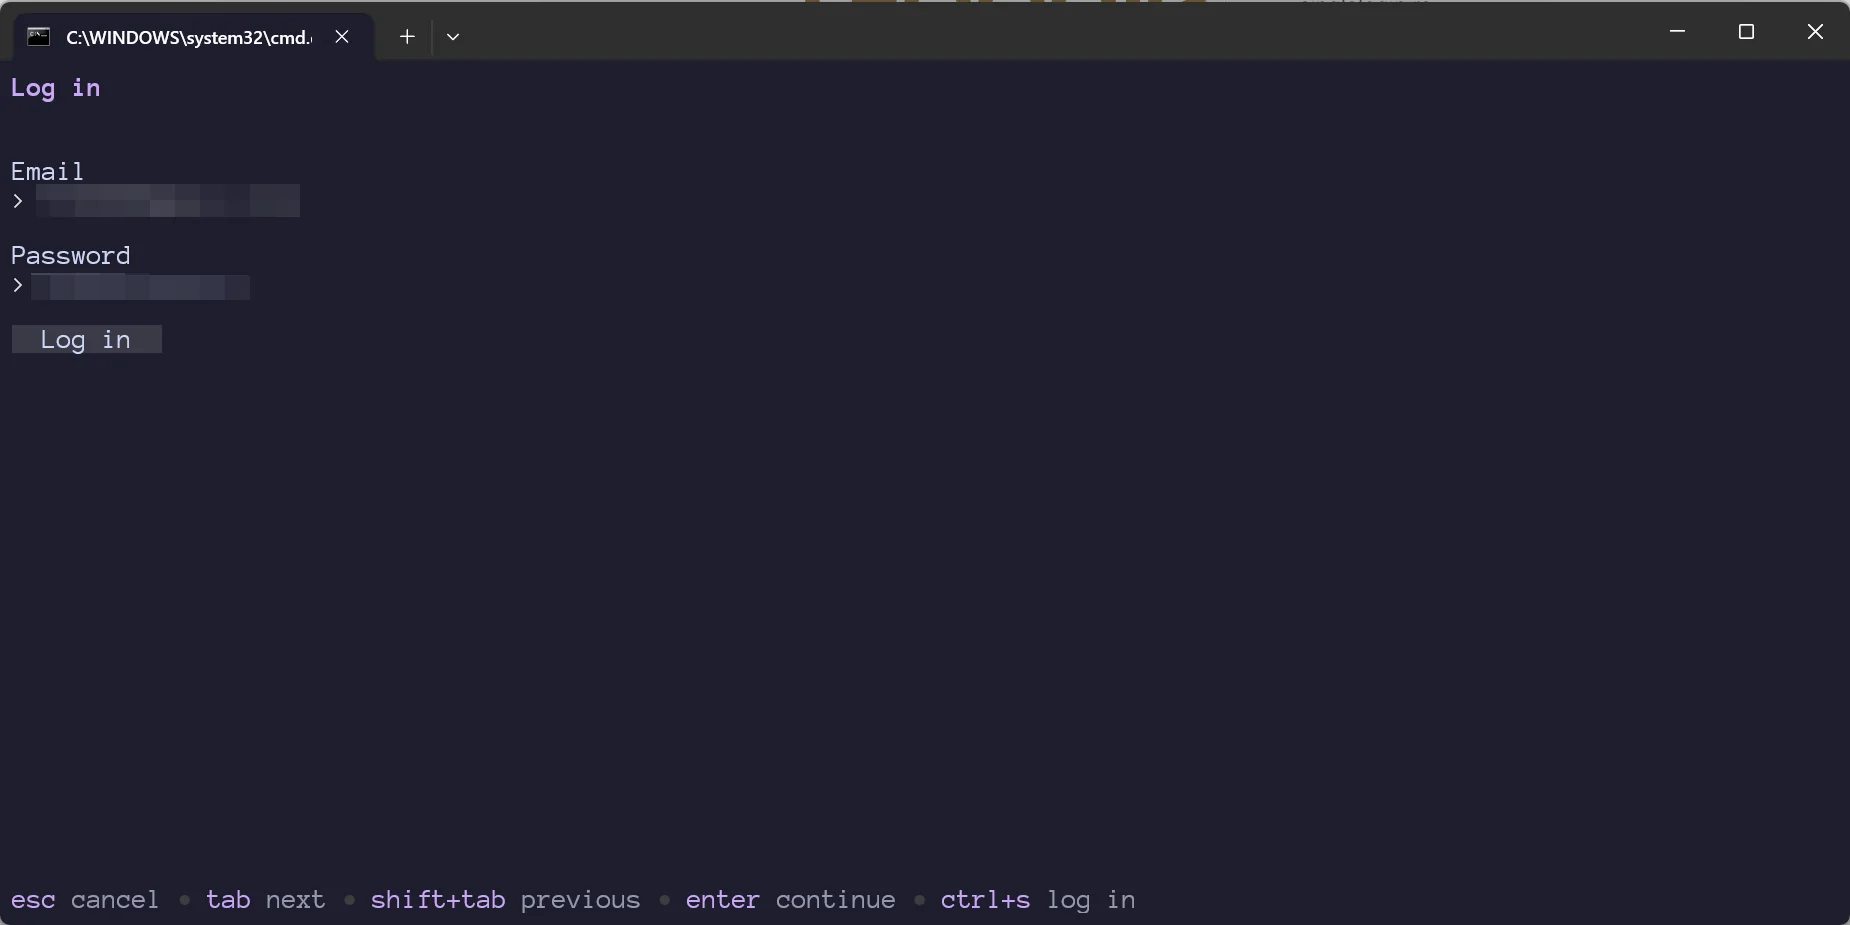 C:\WINDOWS\system32\cmd.
Log in
Email
>
Password
>
Log in
esc cancel • tab next • shift+tab previous • enter continue • ctrl+s log in